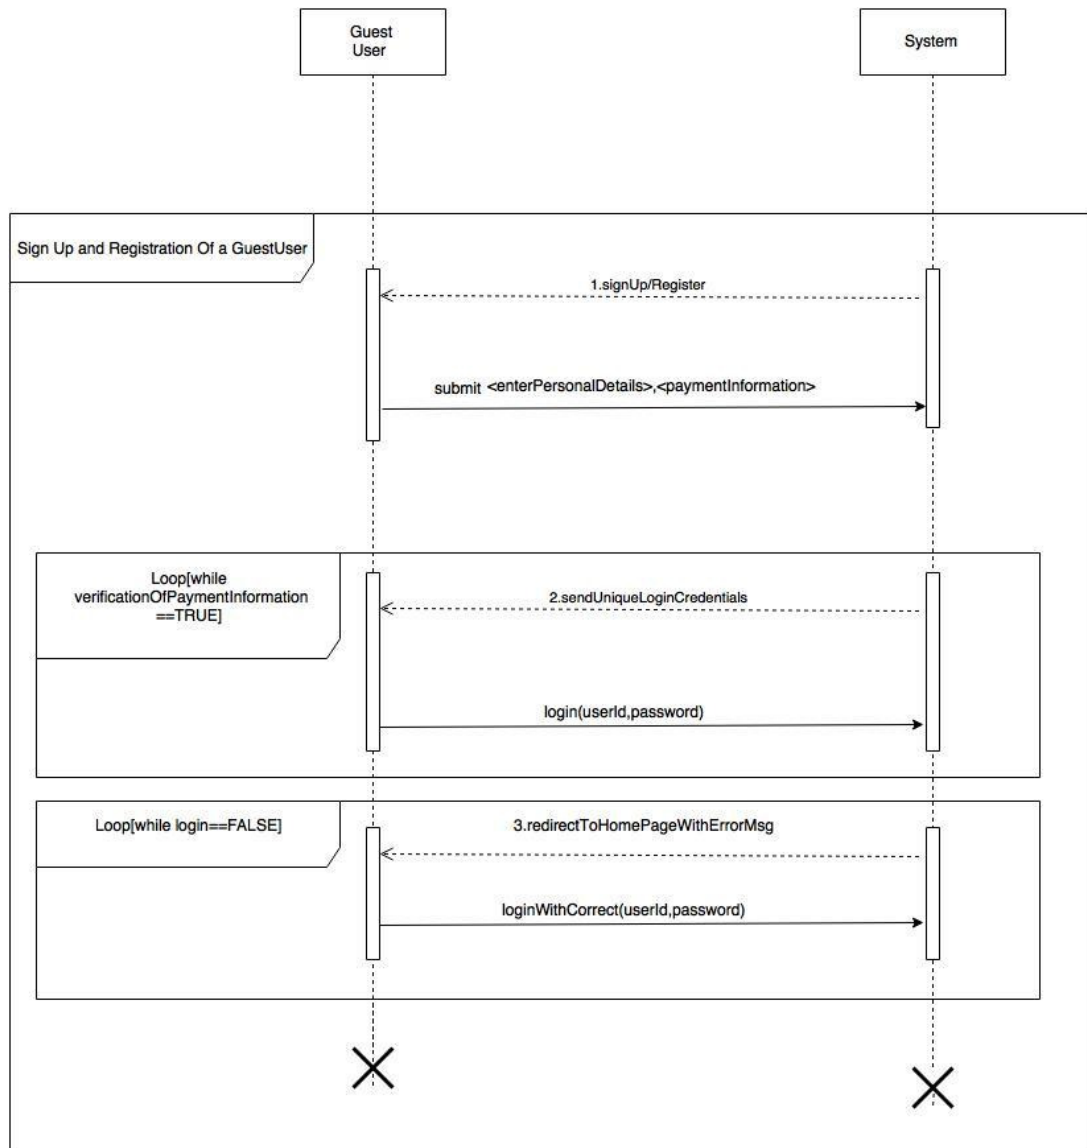 Guest
User
System
Sign Up and Registration Of a GuestUser
1.signUp/Register
submit <enterPersonalDetails>,<paymentInformation>
Loop[while
verificationOfPaymentInformation
==TRUE]
2.sendUniqueLoginCredentials
login(userId,password)
Loop[while login==FALSE]
3.redirectToHomePageWithErrorMsg
loginWithCorrect(userId,password)